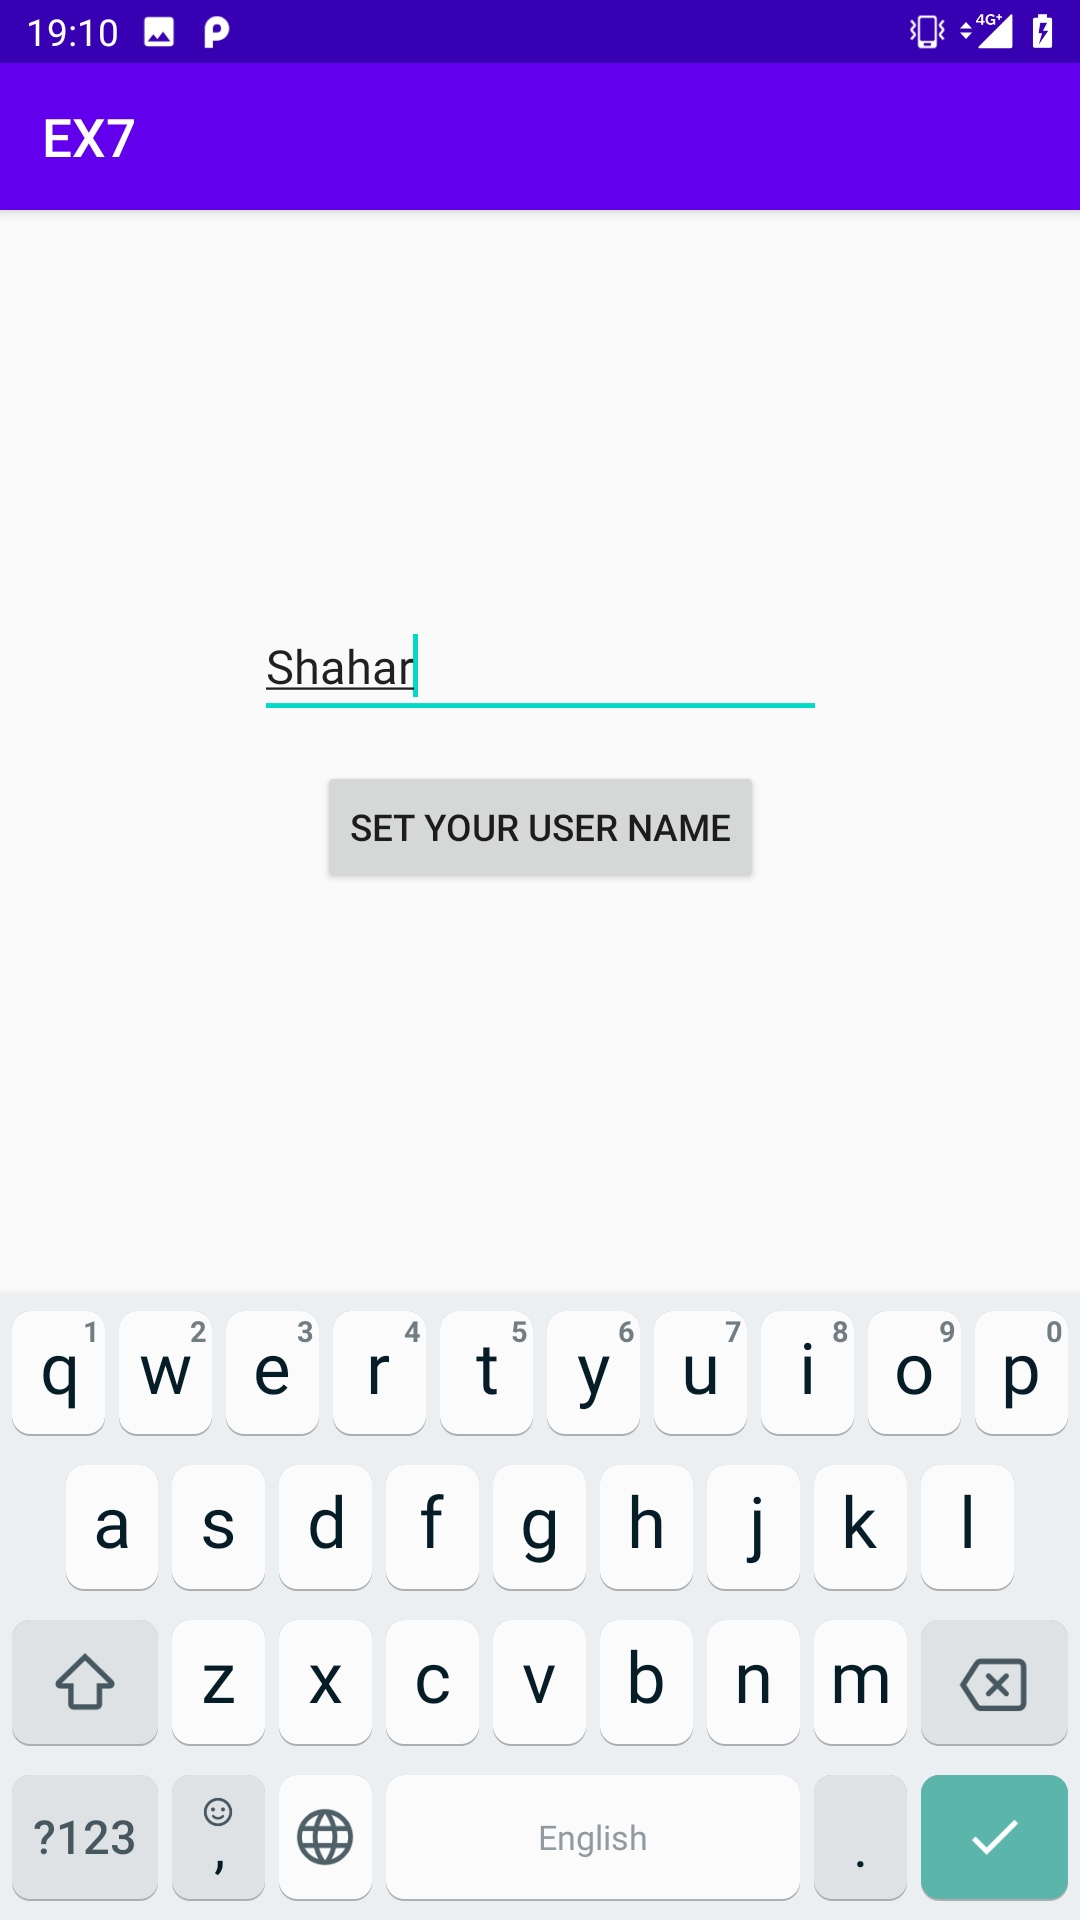 19:10 4G+
EX7
Shahar
SET YOUR USER NAME
1 2 3 4 5 6 7 8 9 0
q w e r t y u i o p
a s d f g h j k l
z x c v b n m
?123 , English .